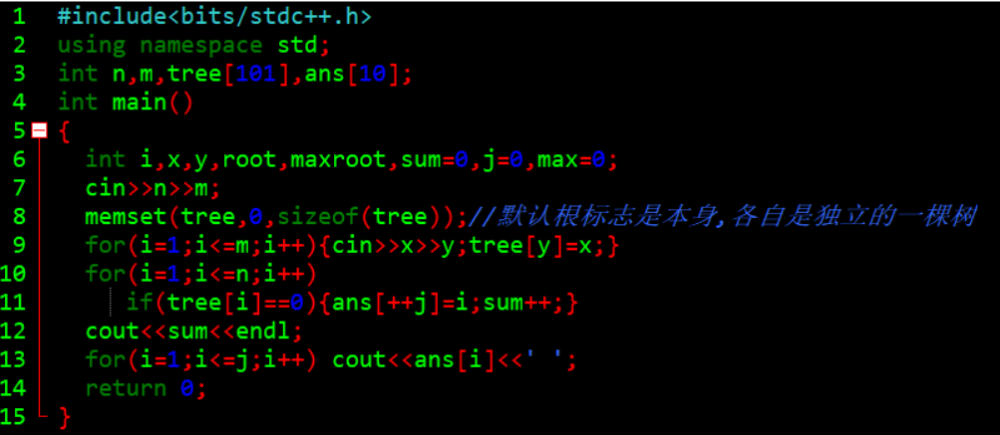 1 #include<bits/stdc++.h>
2 using namespace std;
3 int n,m,tree[101],ans[10];
4 int main()
5 {
6 int i,x,y,root,maxroot,sum=0,j=0,max=0;
7 cin>>n>>m;
8 memset(tree,0,sizeof(tree));//默认根标志是本身,各自是独立的一棵树
9 for(i=1;i<=m;i++){cin>>x>>y;tree[y]=x;}
10 for(i=1;i<=n;i++)
11 if(tree[i]==0){ans[++j]=i;sum++;}
12 cout<<sum<<endl;
13 for(i=1;i<=j;i++) cout<<ans[i]<<' ';
14 return 0;
15 }